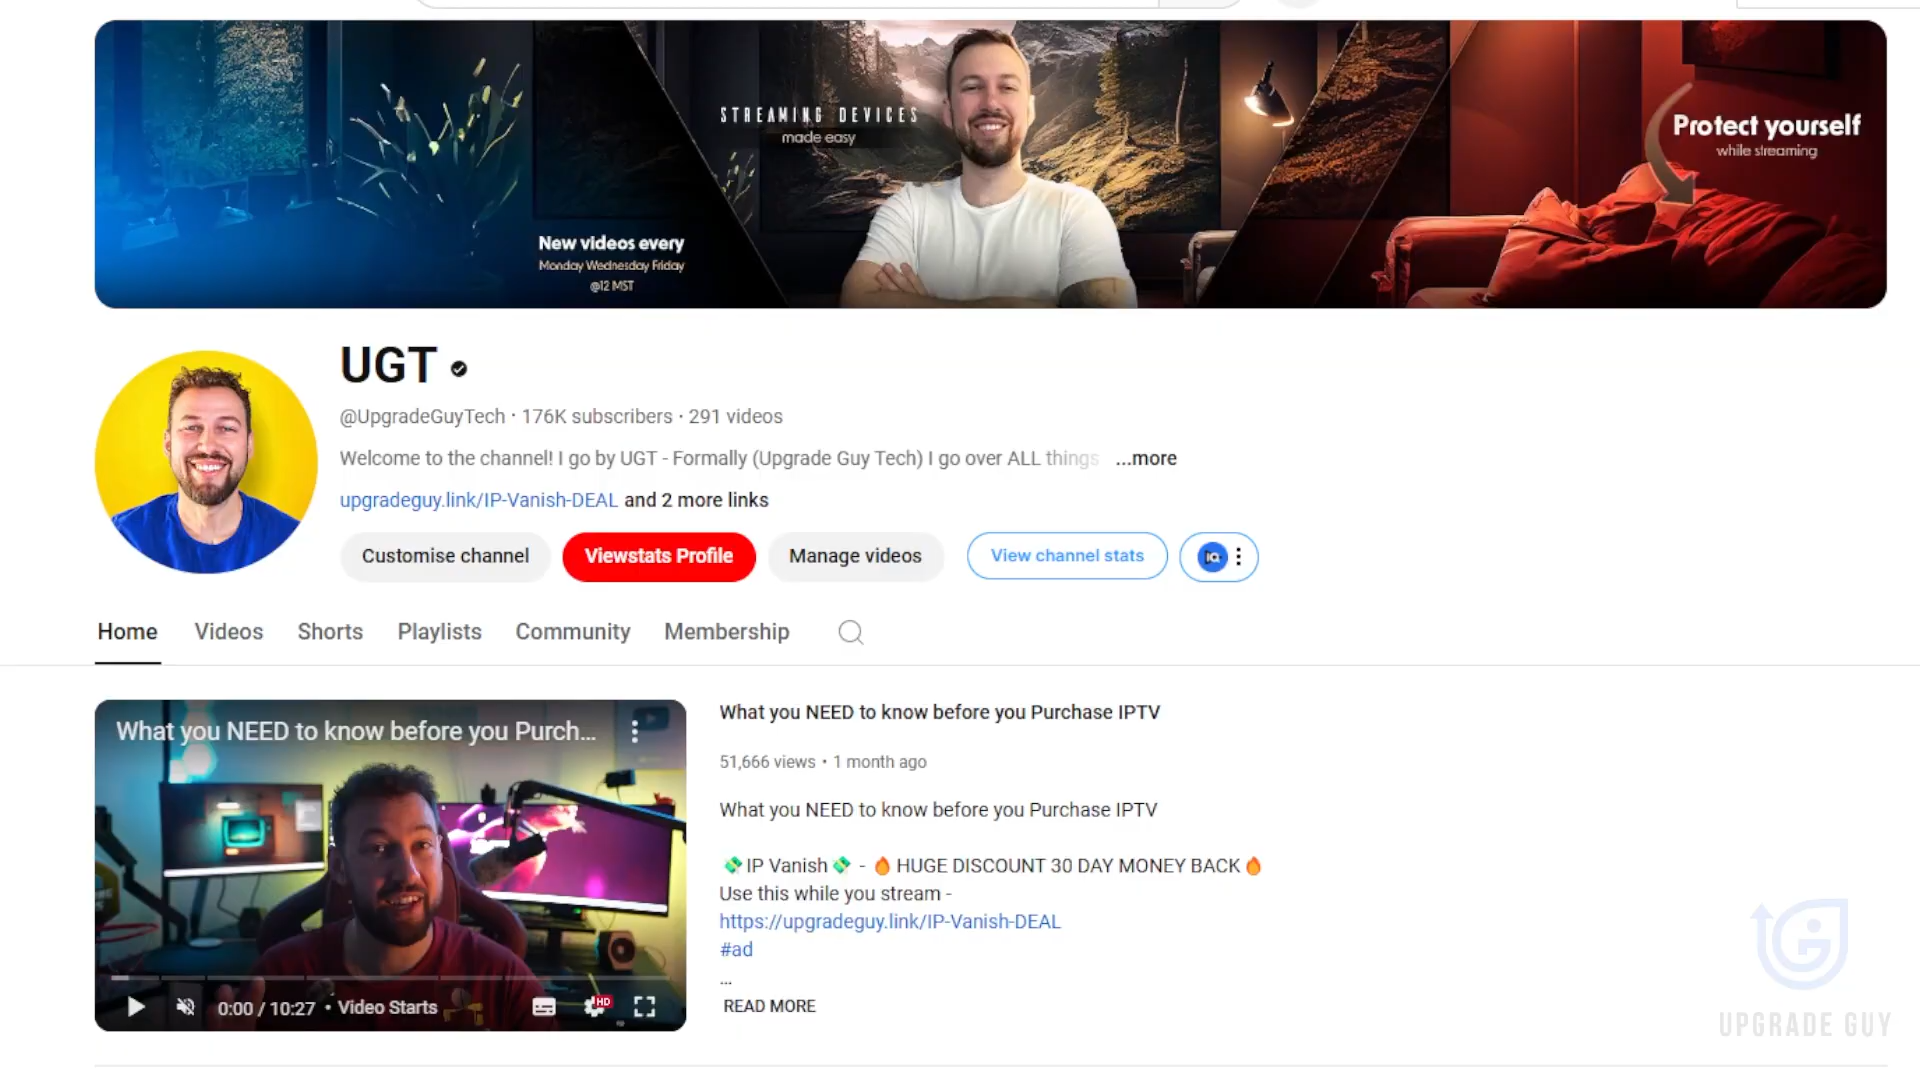 STREAMING DEVICES
made easy
Protect yourself
while streaming
New videos every
Monday Wednesday Friday
@12 MST
UGT
@UpgradeGuyTech · 176K subscribers · 291 videos
Welcome to the channel! I go by UGT - Formally (Upgrade Guy Tech) I go over ALL things ...more
upgradeguy.link/IP-Vanish-DEAL and 2 more links
Customise channel Viewstats Profile Manage videos View channel stats
Home Videos Shorts Playlists Community Membership
What you NEED to know before you Purch...
0:00 / 10:27 • Video Starts
HD
What you NEED to know before you Purchase IPTV
51,666 views • 1 month ago
What you NEED to know before you Purchase IPTV
💸 IP Vanish 💸 - 🔥 HUGE DISCOUNT 30 DAY MONEY BACK🔥
Use this while you stream -
https://upgradeguy.link/IP-Vanish-DEAL
#ad
...
READ MORE
UPGRADE GUY